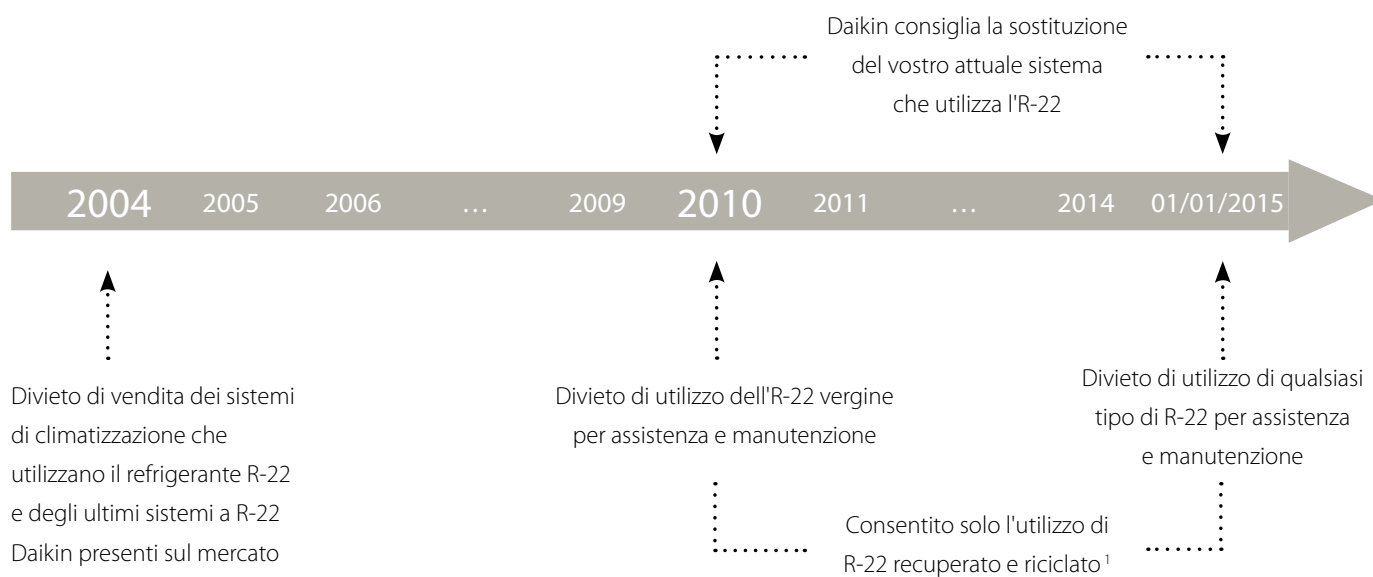 Daikin consiglia la sostituzione
del vostro attuale sistema
che utilizza l'R-22
2004 2005 2006 … 2009 2010 2011 … 2014 01/01/2015
Divieto di vendita dei sistemi
di climatizzazione che
utilizzano il refrigerante R-22
e degli ultimi sistemi a R-22
Daikin presenti sul mercato
Divieto di utilizzo dell'R-22 vergine
per assistenza e manutenzione
Divieto di utilizzo di qualsiasi
tipo di R-22 per assistenza
e manutenzione
Consentito solo l'utilizzo di
R-22 recuperato e riciclato ¹